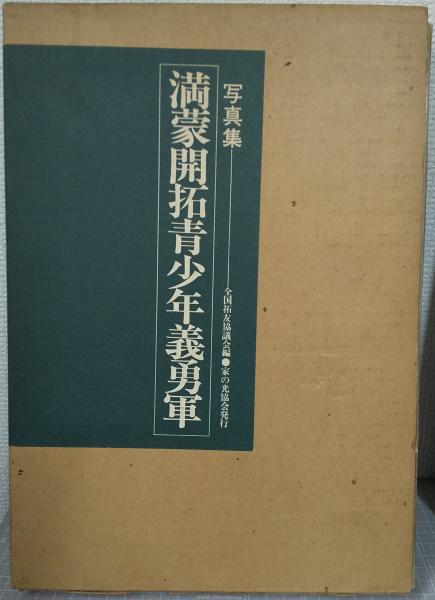 写真集
満蒙開拓青少年義勇軍
全国拓友協議会編●家の光協会発行